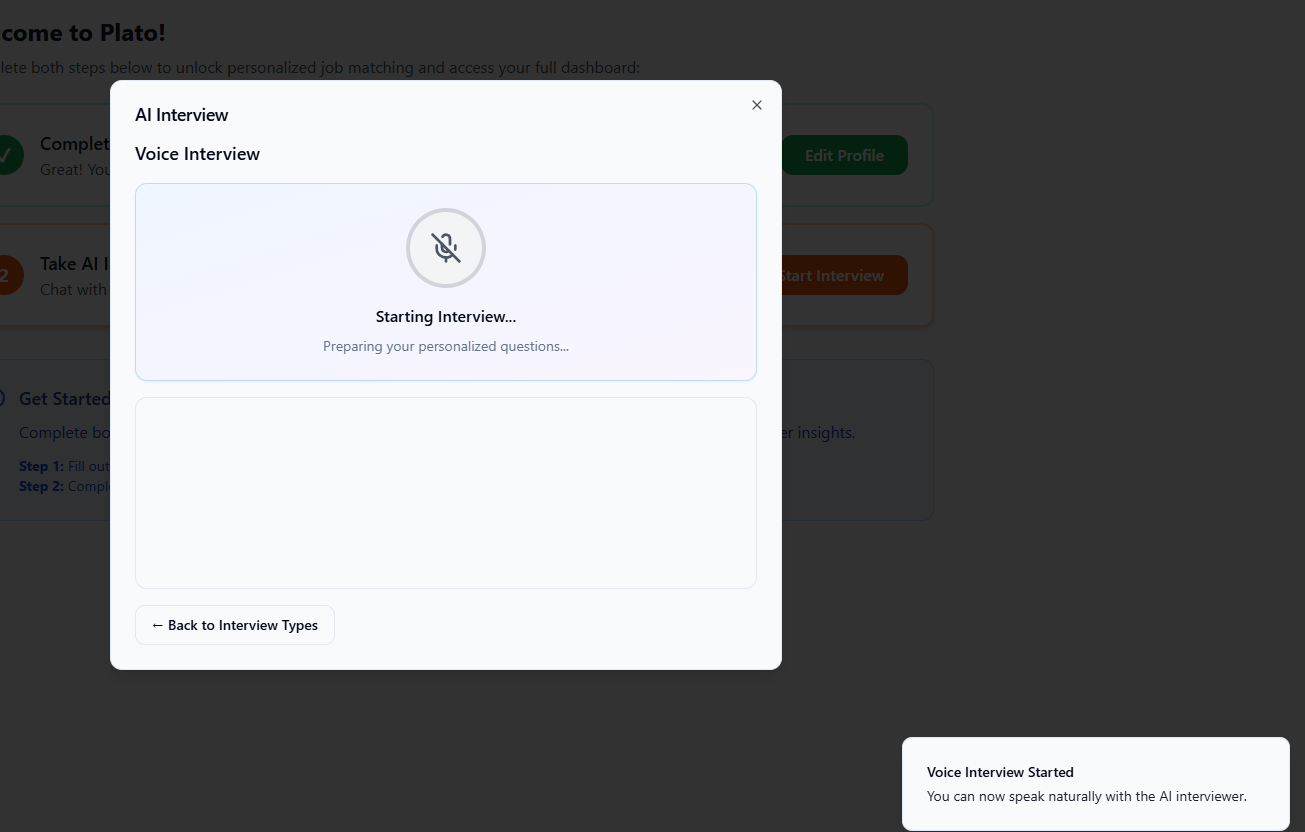 come to Plato!
lete both steps below to unlock personalized job matching and access your full dashboard:
AI Interview
Voice Interview
Complet
Great! You
Edit Profile
2
Take AI I
Chat with
Start Interview
Starting Interview...
Preparing your personalized questions...
Get Started
Complete bo
er insights.
Step 1: Fill out
Step 2: Compl
← Back to Interview Types
Voice Interview Started
You can now speak naturally with the AI interviewer.